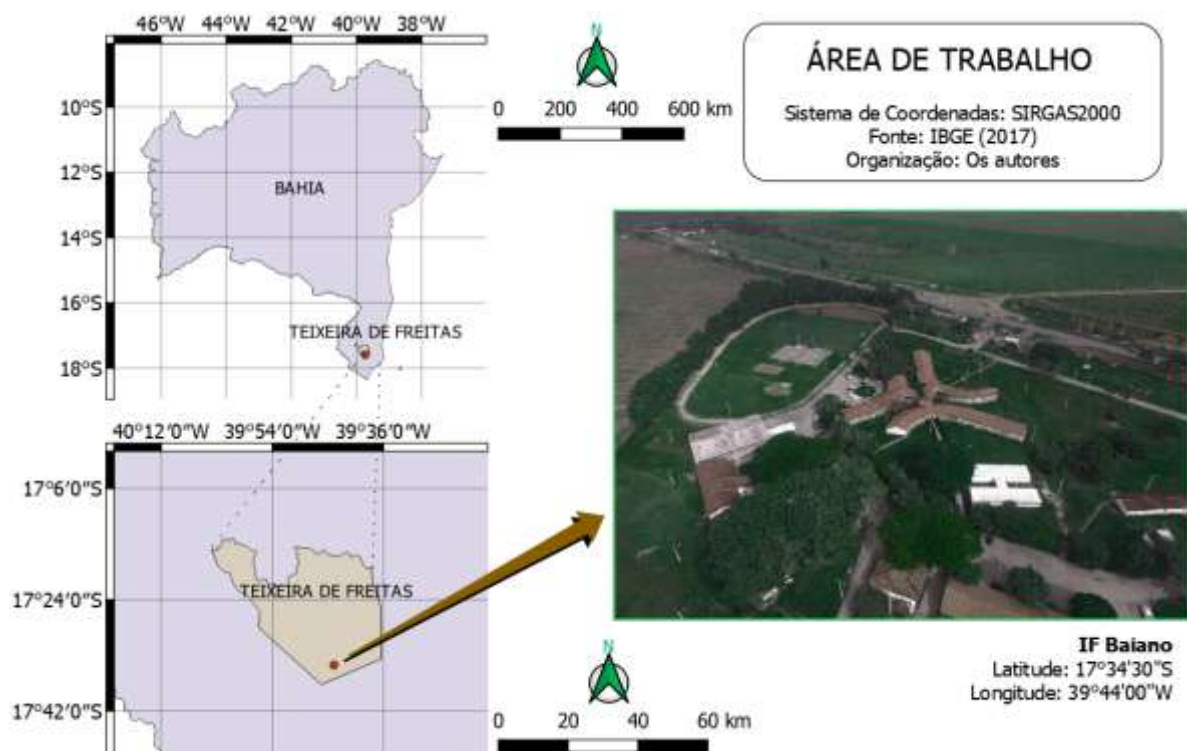 46°W 44°W 42°W 40°W 38°W
10°S
12°S
14°S
16°S
18°S
BAHIA
TEIXEIRA DE FREITAS
N
0 200 400 600 km
ÁREA DE TRABALHO
Sistema de Coordenadas: SIRGAS2000
Fonte: IBGE (2017)
Organização: Os autores
40°12'0"W 39°54'0"W 39°36'0"W
17°6'0"S
17°24'0"S
17°42'0"S
TEIXEIRA DE FREITAS
N
0 20 40 60 km
IF Baiano
Latitude: 17°34'30"S
Longitude: 39°44'00"W